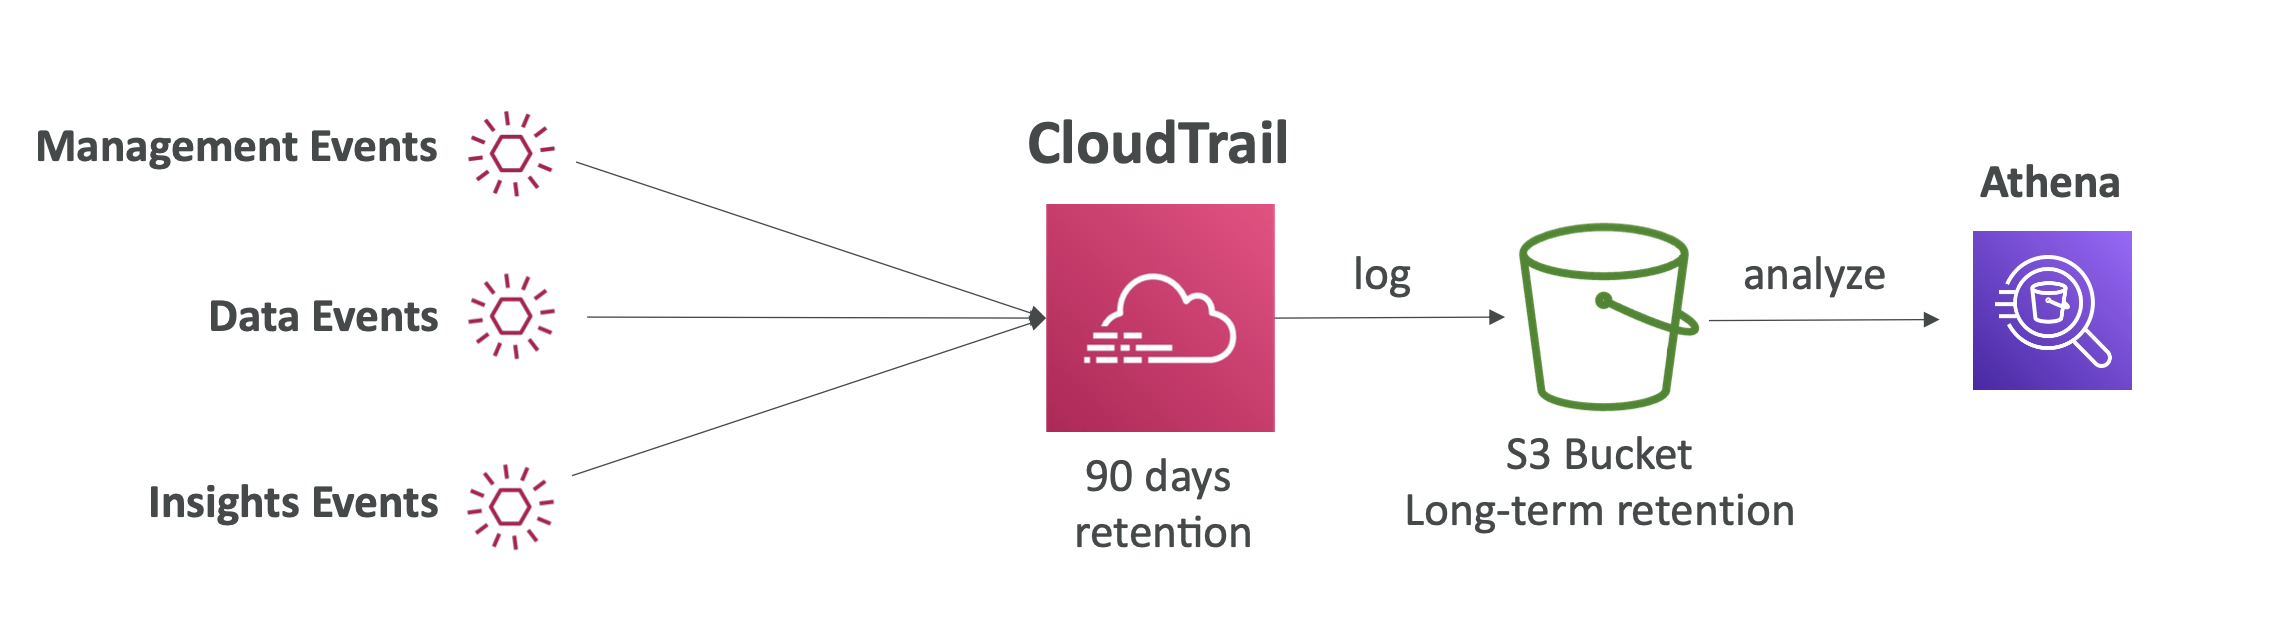 Management Events
Data Events
Insights Events
CloudTrail
90 days
retention
log
S3 Bucket
Long-term retention
analyze
Athena